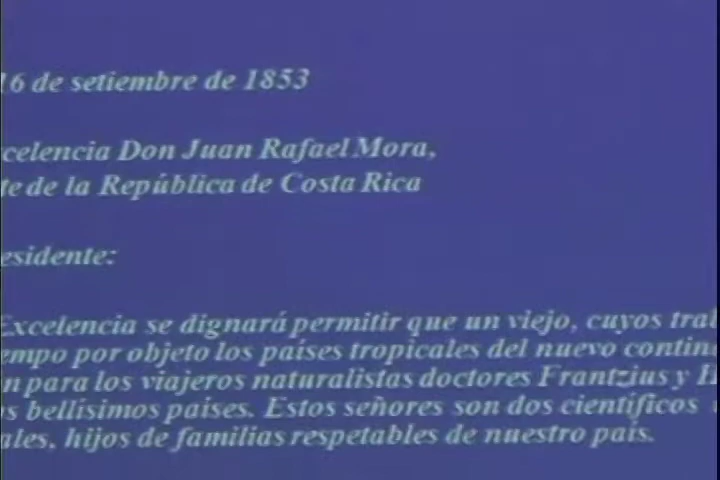 16 de setiembre de 1853
celencia Don Juan Rafael Mora,
te de la República de Costa Rica
esidente:
Excelencia se dignará permitir que un viejo, cuyos tra
empo por objeto los países tropicales del nuevo contin
n para los viajeros naturalistas doctores Frantzius y
s bellísimos países. Estos señores son dos científicos
ales, hijos de familias respetables de nuestro país.